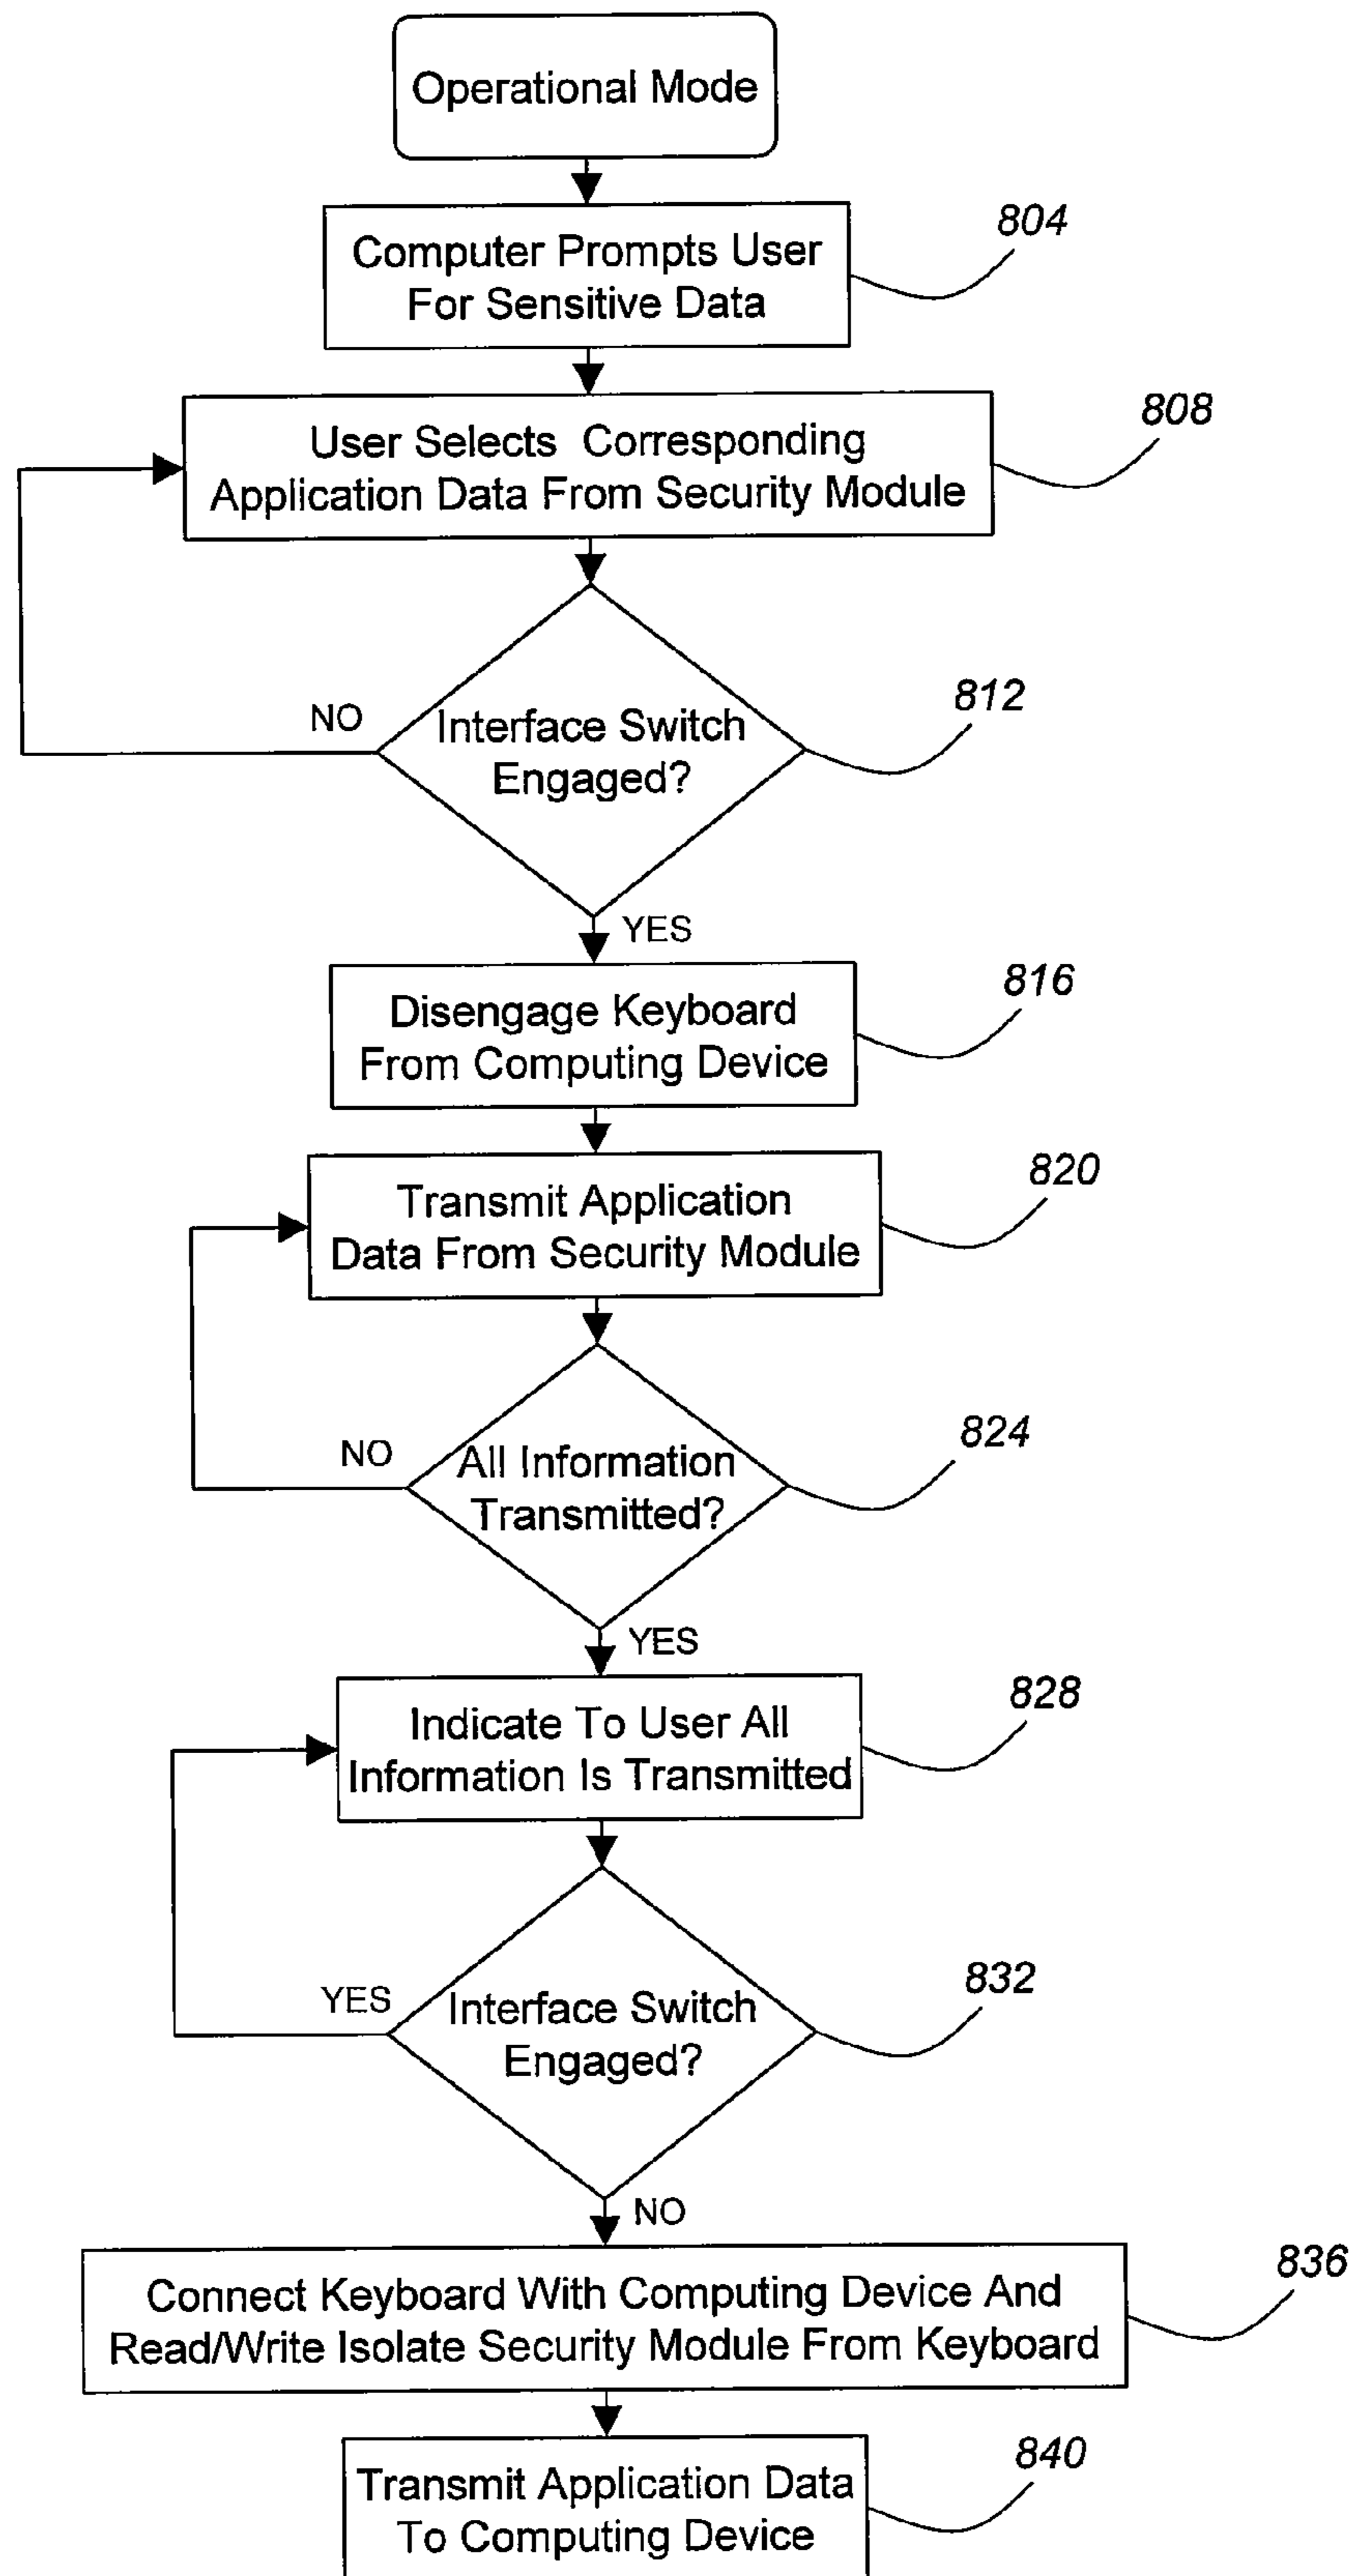 Operational Mode
804
Computer Prompts User
For Sensitive Data
808
User Selects Corresponding
Application Data From Security Module
812
NO
Interface Switch
Engaged?
YES
816
Disengage Keyboard
From Computing Device
820
Transmit Application
Data From Security Module
824
NO
All Information
Transmitted?
YES
828
Indicate To User All
Information Is Transmitted
832
YES
Interface Switch
Engaged?
NO
836
Connect Keyboard With Computing Device And
Read/Write Isolate Security Module From Keyboard
840
Transmit Application Data
To Computing Device